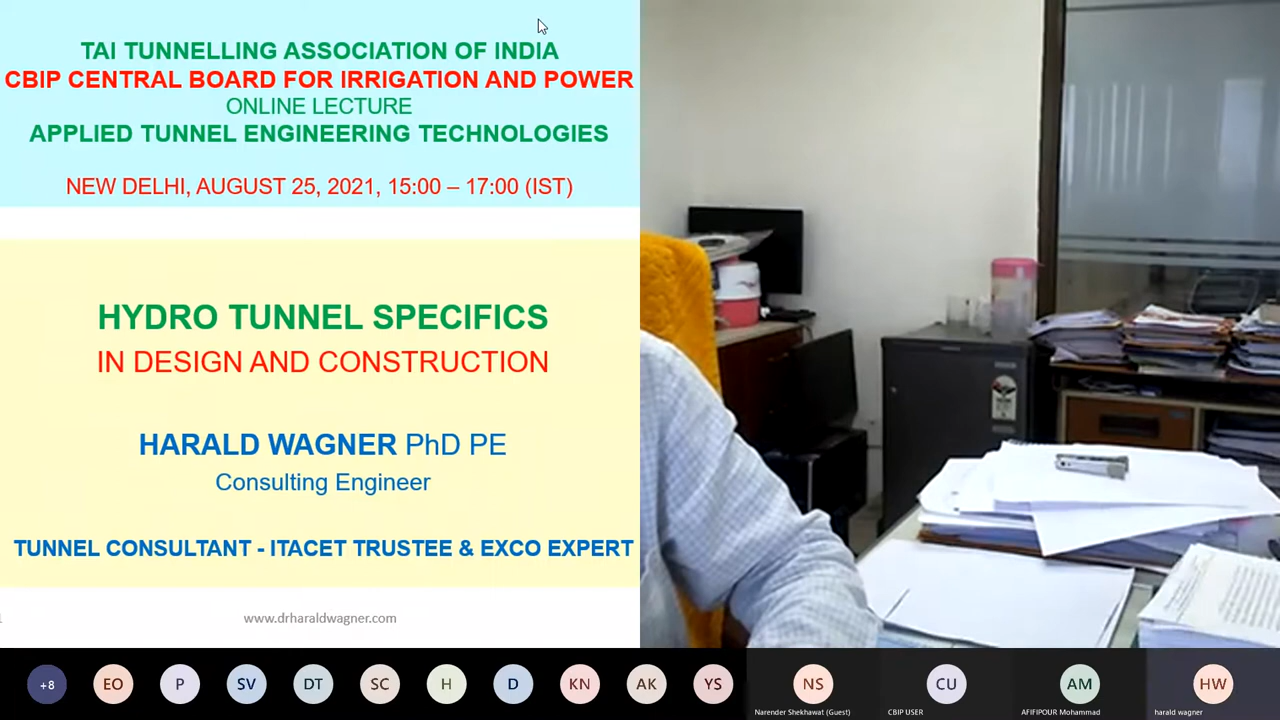 TAI TUNNELLING ASSOCIATION OF INDIA
CBIP CENTRAL BOARD FOR IRRIGATION AND POWER
ONLINE LECTURE
APPLIED TUNNEL ENGINEERING TECHNOLOGIES
NEW DELHI, AUGUST 25, 2021, 15:00 – 17:00 (IST)
HYDRO TUNNEL SPECIFICS
IN DESIGN AND CONSTRUCTION
HARALD WAGNER PhD PE
Consulting Engineer
TUNNEL CONSULTANT - ITACET TRUSTEE & EXCO EXPERT
www.drharaldwagner.com
+8 EO P SV DT SC H D KN AK YS NS CU AM HW
Narender Shekhawat (Guest) CBIP USER AFIFIPOUR Mohammad harald wagner